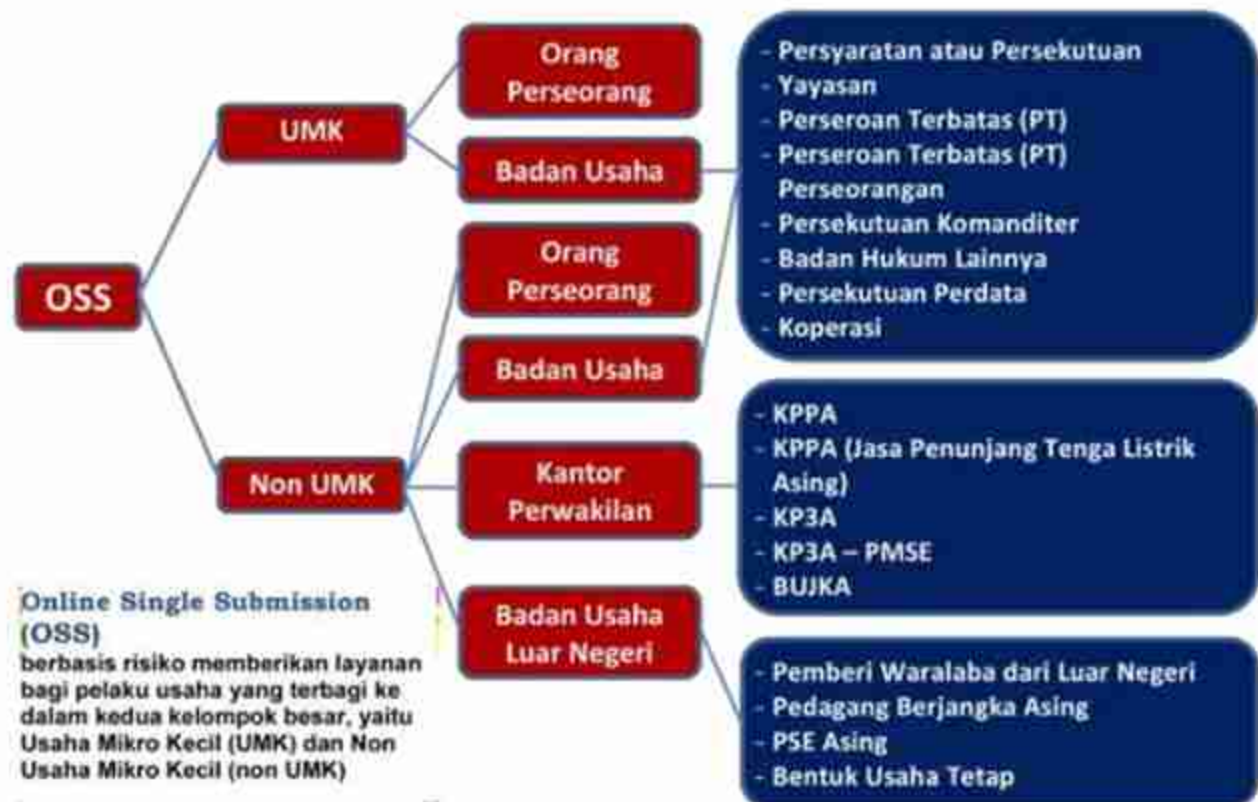 OSS
UMK
Non UMK
Orang
Perseorang
Badan Usaha
Orang
Perseorang
Badan Usaha
Kantor
Perwakilan
Badan Usaha
Luar Negeri
- Persyaratan atau Persekutuan
- Yayasan
- Perseroan Terbatas (PT)
- Perseroan Terbatas (PT)
Perseorangan
- Persekutuan Komanditer
- Badan Hukum Lainnya
- Persekutuan Perdata
- Koperasi
- KPPA
- KPPA (Jasa Penunjang Tenga Listrik
Asing)
- KP3A
- KP3A – PMSE
- BUJKA
- Pemberi Waralaba dari Luar Negeri
- Pedagang Berjangka Asing
- PSE Asing
- Bentuk Usaha Tetap
Online Single Submission
(OSS)
berbasis risiko memberikan layanan
bagi pelaku usaha yang terbagi ke
dalam kedua kelompok besar, yaitu
Usaha Mikro Kecil (UMK) dan Non
Usaha Mikro Kecil (non UMK)